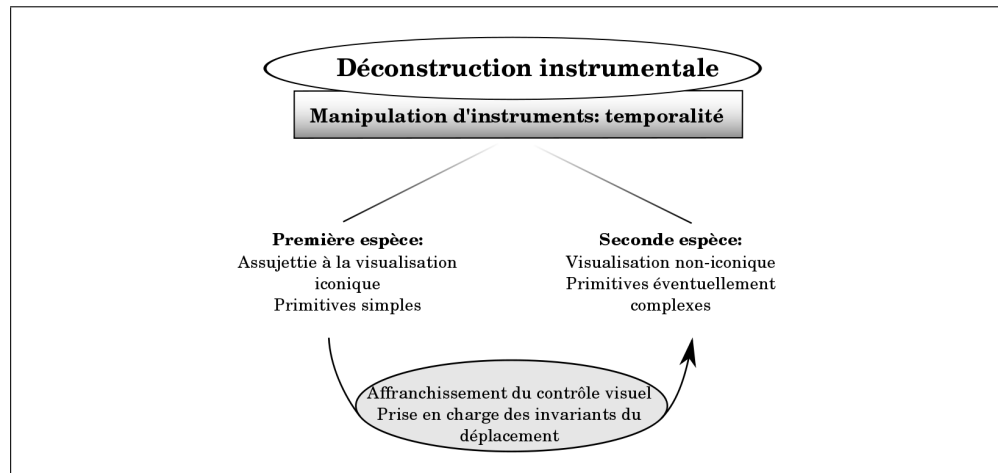 Déconstruction instrumentale
Manipulation d'instruments: temporalité
Première espèce:
Assujettie à la visualisation
iconique
Primitives simples
Seconde espèce:
Visualisation non-iconique
Primitives éventuellement
complexes
Affranchissement du contrôle visuel
Prise en charge des invariants du
déplacement